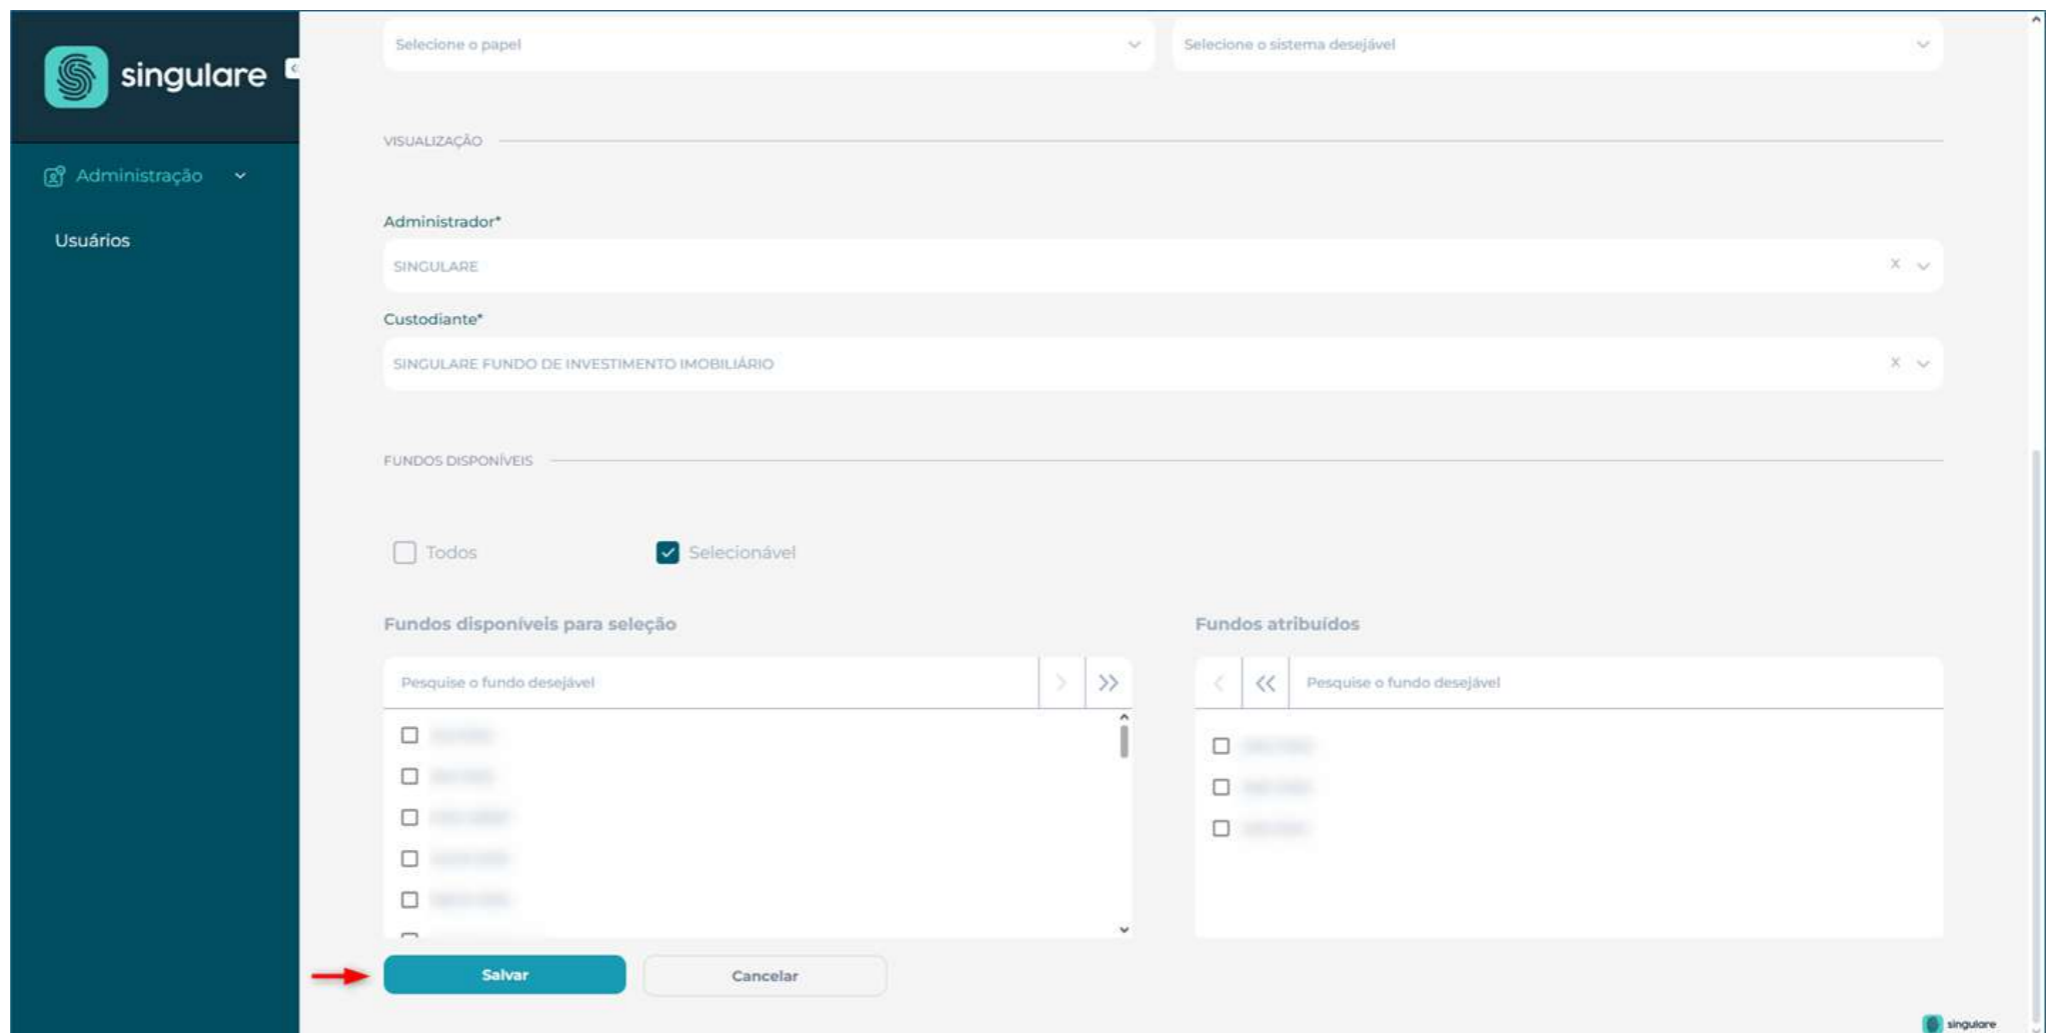 singulare
Administração
Usuários
Selecione o papel
Selecione o sistema desejável
VISUALIZAÇÃO
Administrador*
SINGULARE
x
Custodiante*
SINGULARE FUNDO DE INVESTIMENTO IMOBILIÁRIO
x
FUNDOS DISPONÍVEIS
Todos
Selecionável
Fundos disponíveis para seleção
Fundos atribuídos
Pesquise o fundo desejável
Pesquise o fundo desejável
Salvar
Cancelar
singulare